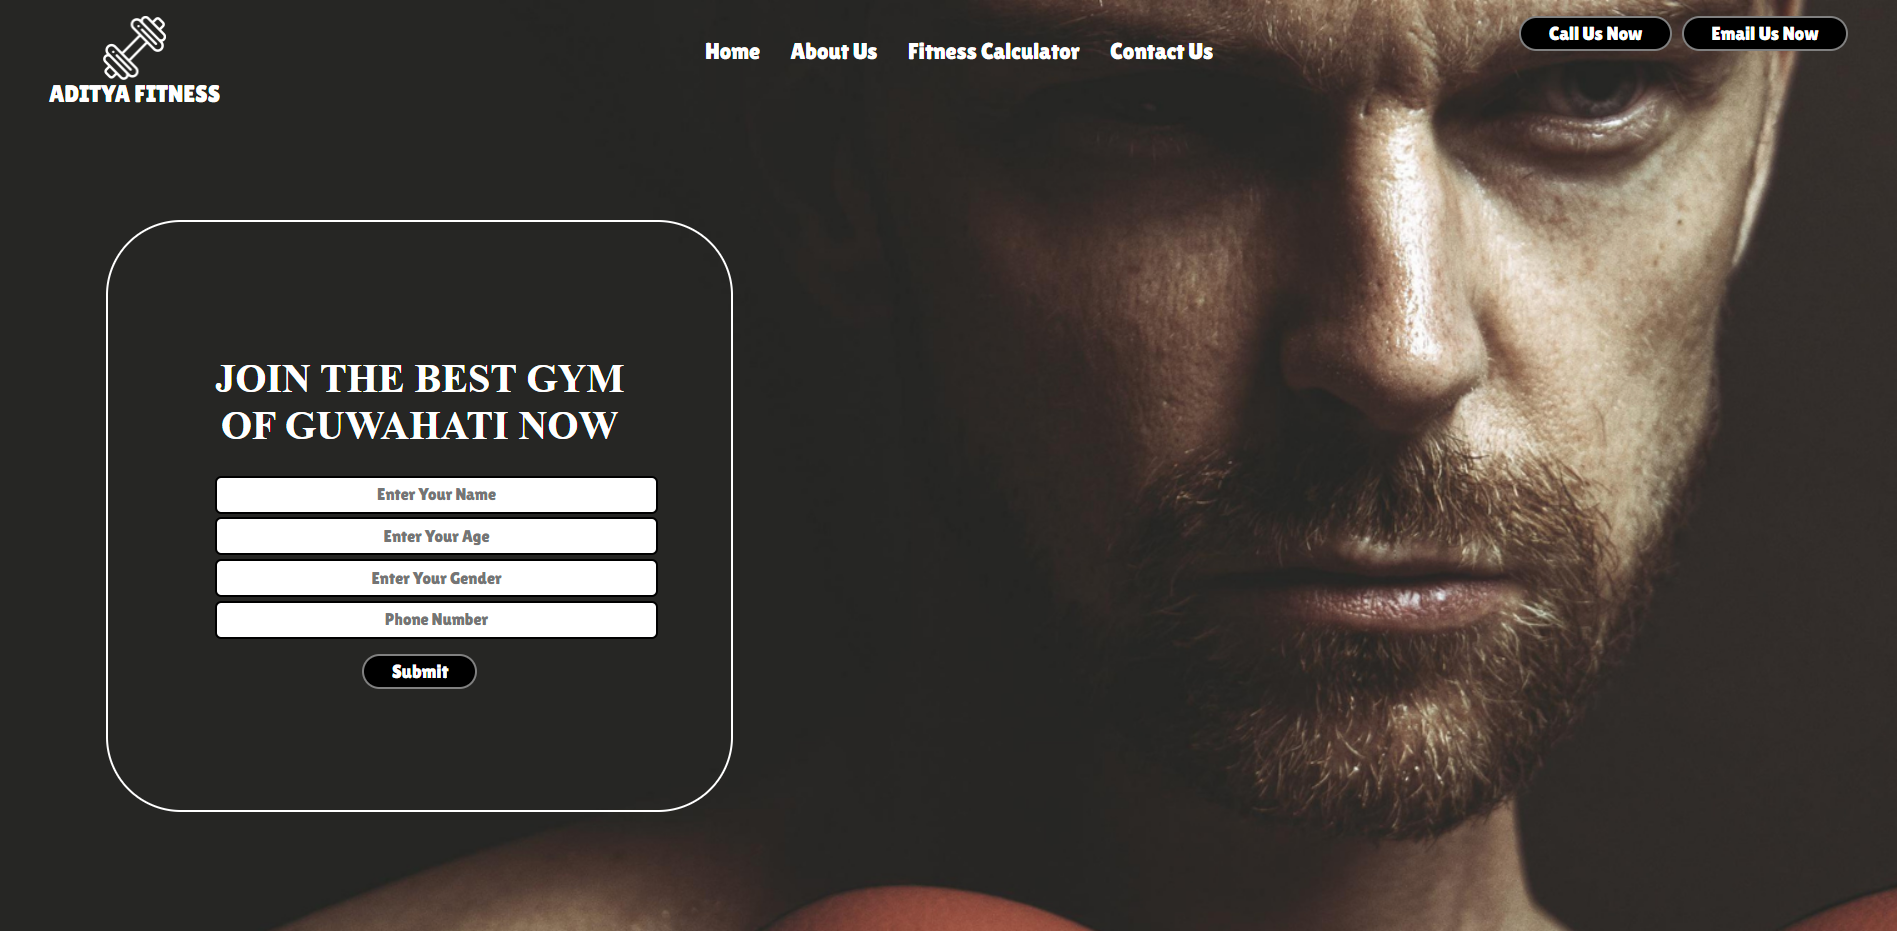 ADITYA FITNESS
Home About Us Fitness Calculator Contact Us
Call Us Now Email Us Now
JOIN THE BEST GYM
OF GUWAHATI NOW
Enter Your Name
Enter Your Age
Enter Your Gender
Phone Number
Submit